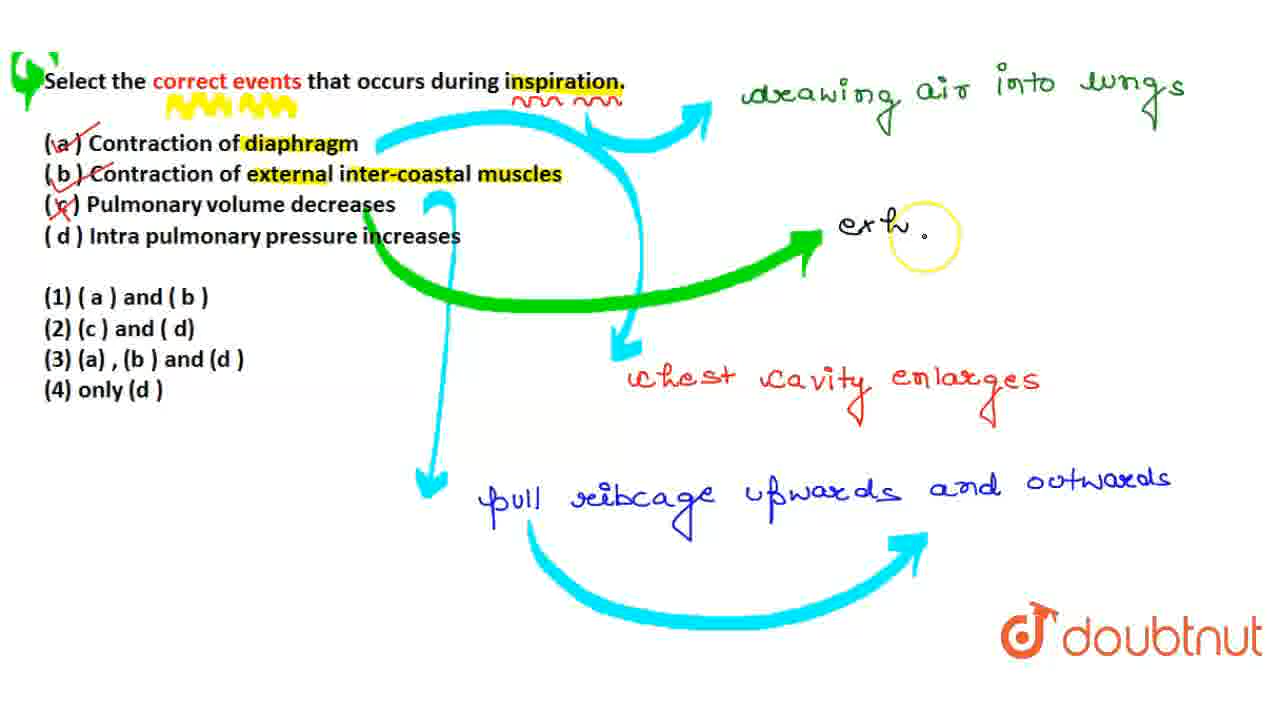 Select the correct events that occurs during inspiration.
drawing air into lungs
(a) Contraction of diaphragm
(b) Contraction of external inter-coastal muscles
(c) Pulmonary volume decreases
(d) Intra pulmonary pressure increases
exh
(1) (a) and (b)
(2) (c) and (d)
(3) (a), (b) and (d)
(4) only (d)
chest cavity enlarges
pull ribcage upwards and outwards
doubtnut